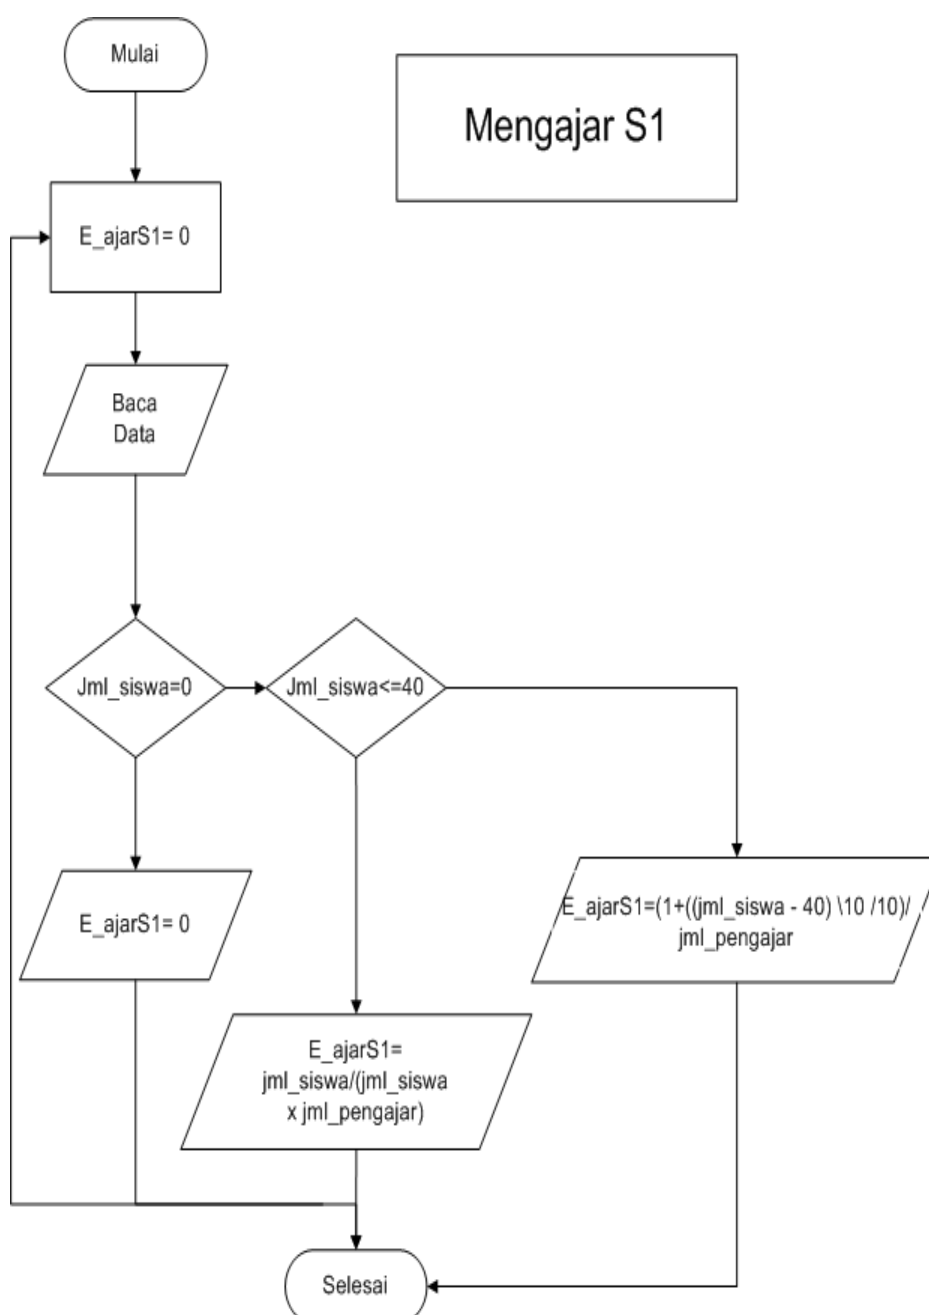 Mulai
Mengajar S1
E_ajarS1= 0
Baca
Data
Jml_siswa=0
Jml_siswa<=40
E_ajarS1= 0
E_ajarS1=(1+((jml_siswa - 40) \10 /10)/
jml_pengajar
E_ajarS1=
jml_siswa/(jml_siswa
x jml_pengajar)
Selesai